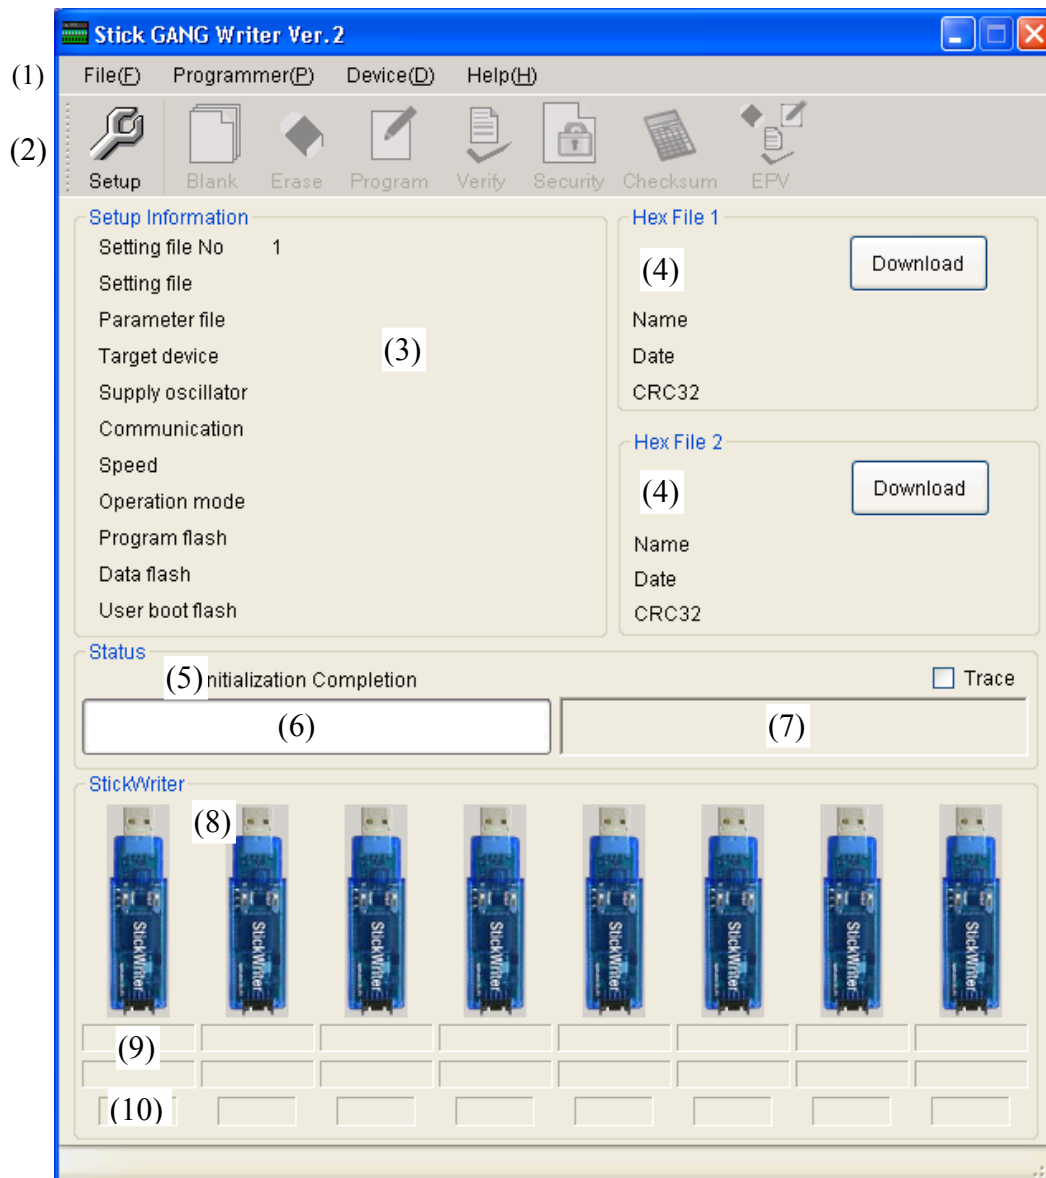 Stick GANG Writer Ver.2
(1) File(F) Programmer(P) Device(D) Help(H)
(2)
Setup Blank Erase Program Verify Security Checksum EPV
Setup Information
Setting file No 1
Setting file
Parameter file
Target device
(3)
Supply oscillator
Communication
Speed
Operation mode
Program flash
Data flash
User boot flash
Hex File 1
(4) Download
Name
Date
CRC32
Hex File 2
(4) Download
Name
Date
CRC32
Status
(5) nitialization Completion Trace
(6) (7)
StickWriter
(8)
StickWriter StickWriter StickWriter StickWriter StickWriter StickWriter StickWriter StickWriter
(9)
(10)